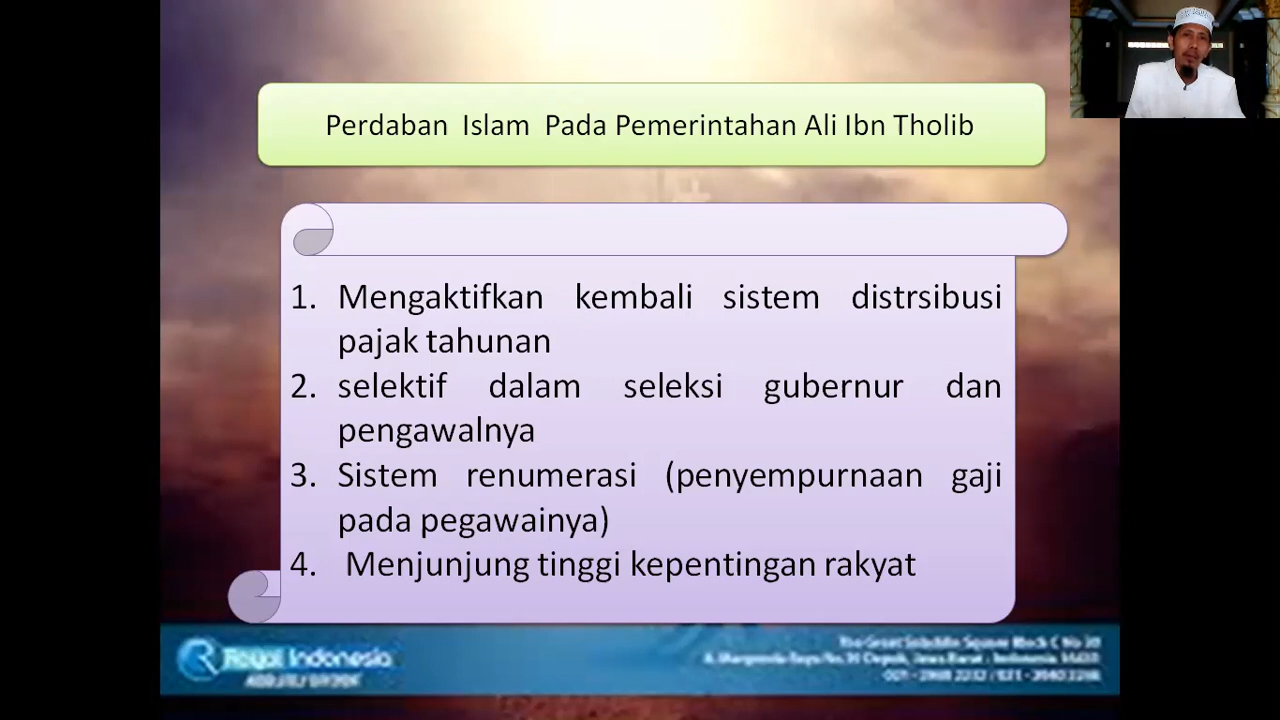 Perdaban Islam Pada Pemerintahan Ali Ibn Tholib
1. Mengaktifkan kembali sistem distrsibusi
pajak tahunan
2. selektif dalam seleksi gubernur dan
pengawalnya
3. Sistem renumerasi (penyempurnaan gaji
pada pegawainya)
4. Menjunjung tinggi kepentingan rakyat
Royal Indonesia